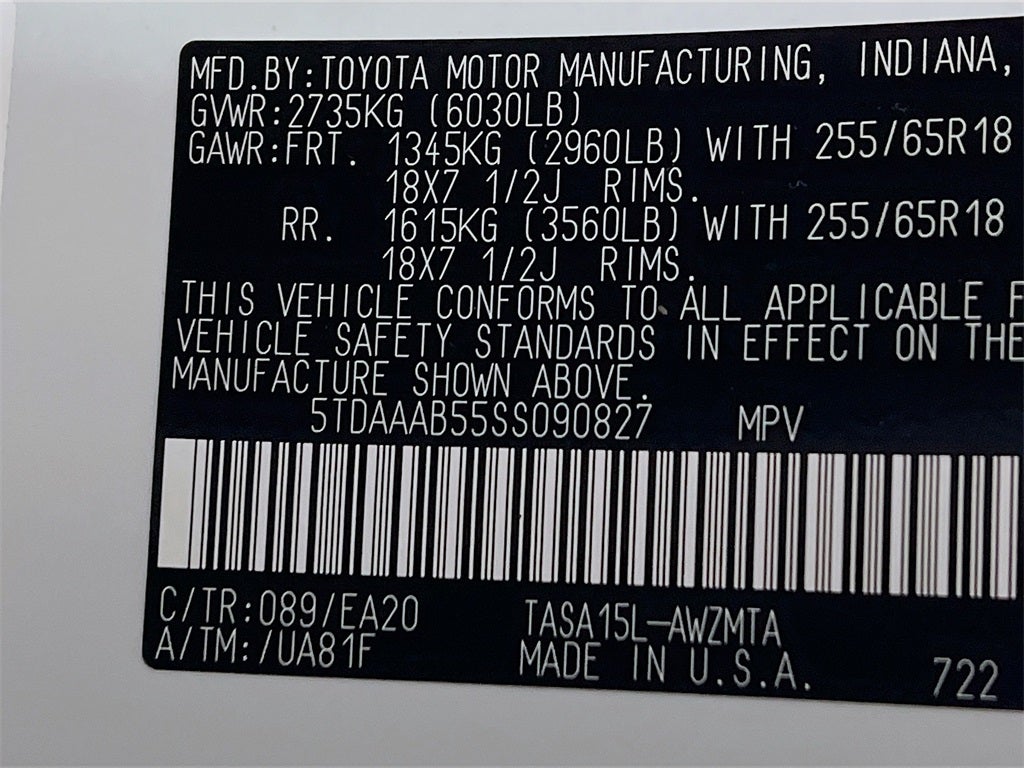 MFD.BY:TOYOTA MOTOR MANUFACTURING, INDIANA,
GVWR:2735KG (6030LB)
GAWR:FRT. 1345KG (2960LB) WITH 255/65R18
18X7 1/2J RIMS.
RR. 1615KG (3560LB) WITH 255/65R18
18X7 1/2J RIMS.
THIS VEHICLE CONFORMS TO ALL APPLICABLE F
VEHICLE SAFETY STANDARDS IN EFFECT ON THE
MANUFACTURE SHOWN ABOVE.
5TDAAAB55SS090827 MPV
C/TR:089/EA20 TASA15L-AWZMTA
A/TM:/UA81F MADE IN U.S.A. 722